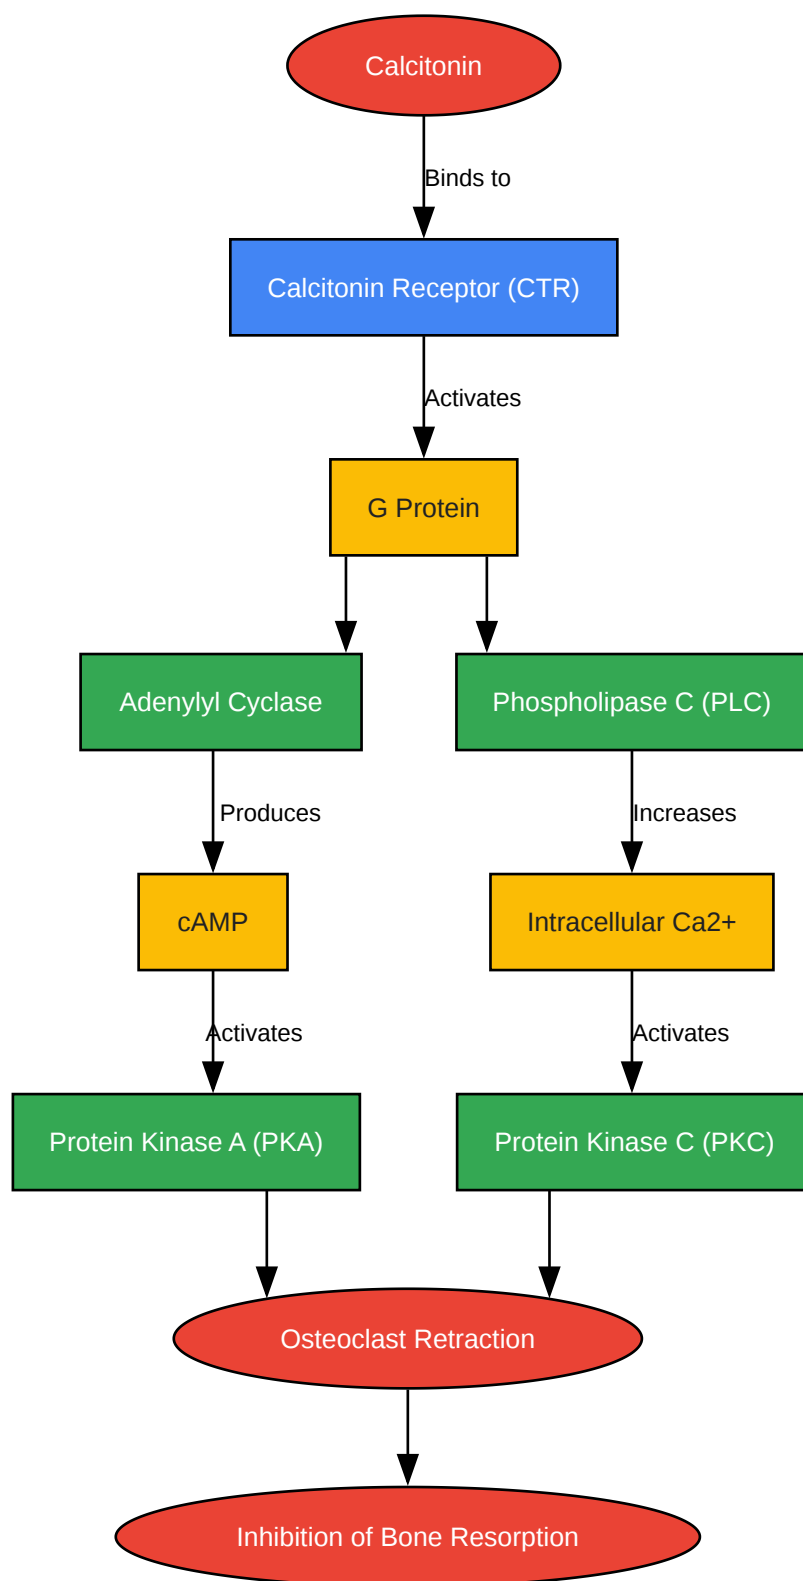 Calcitonin
Binds to
Calcitonin Receptor (CTR)
Activates
G Protein
Adenylyl Cyclase
Phospholipase C (PLC)
Produces
Increases
cAMP
Intracellular Ca2+
Activates
Activates
Protein Kinase A (PKA)
Protein Kinase C (PKC)
Osteoclast Retraction
Inhibition of Bone Resorption